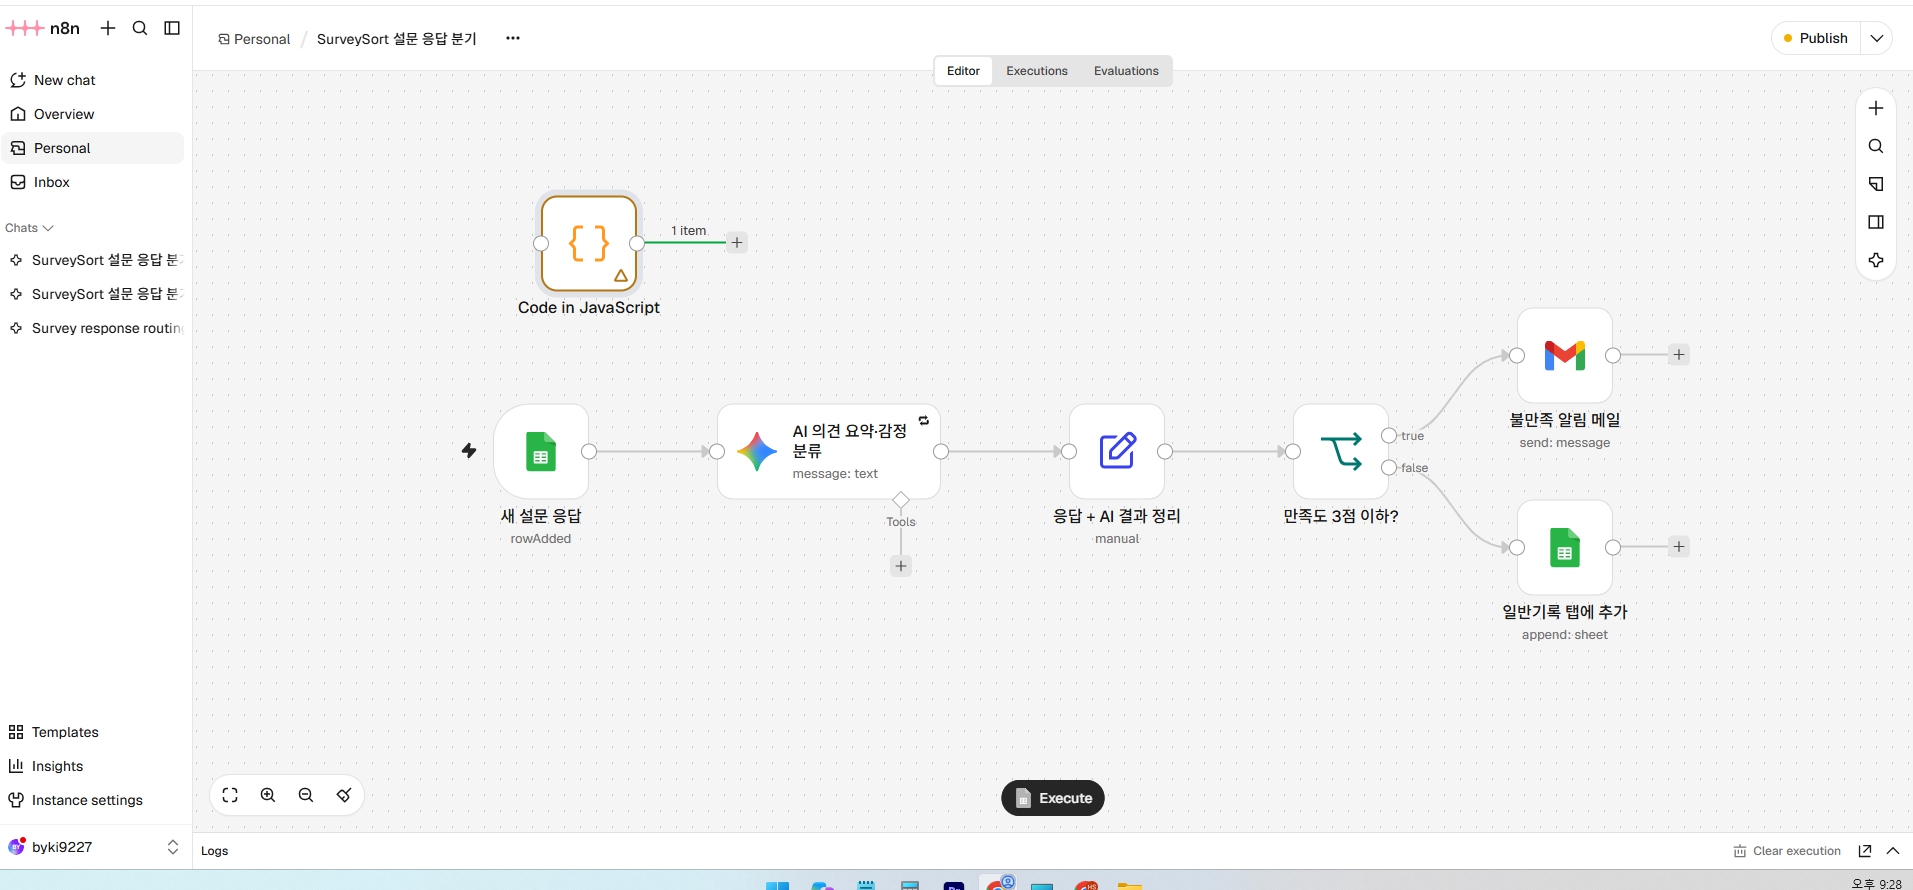 n8n
New chat
Overview
Personal
Inbox
Chats
SurveySort 설문 응답 분
SurveySort 설문 응답 분
Survey response routing
Templates
Insights
Instance settings
byki9227
Personal / SurveySort 설문 응답 분기
Publish
Editor Executions Evaluations
1 item
Code in JavaScript
새 설문 응답
rowAdded
AI 의견 요약·감정
분류
message: text
Tools
응답 + AI 결과 정리
manual
true
false
만족도 3점 이하?
불만족 알림 메일
send: message
일반기록 탭에 추가
append: sheet
Execute
Logs
Clear execution
오후 9:28